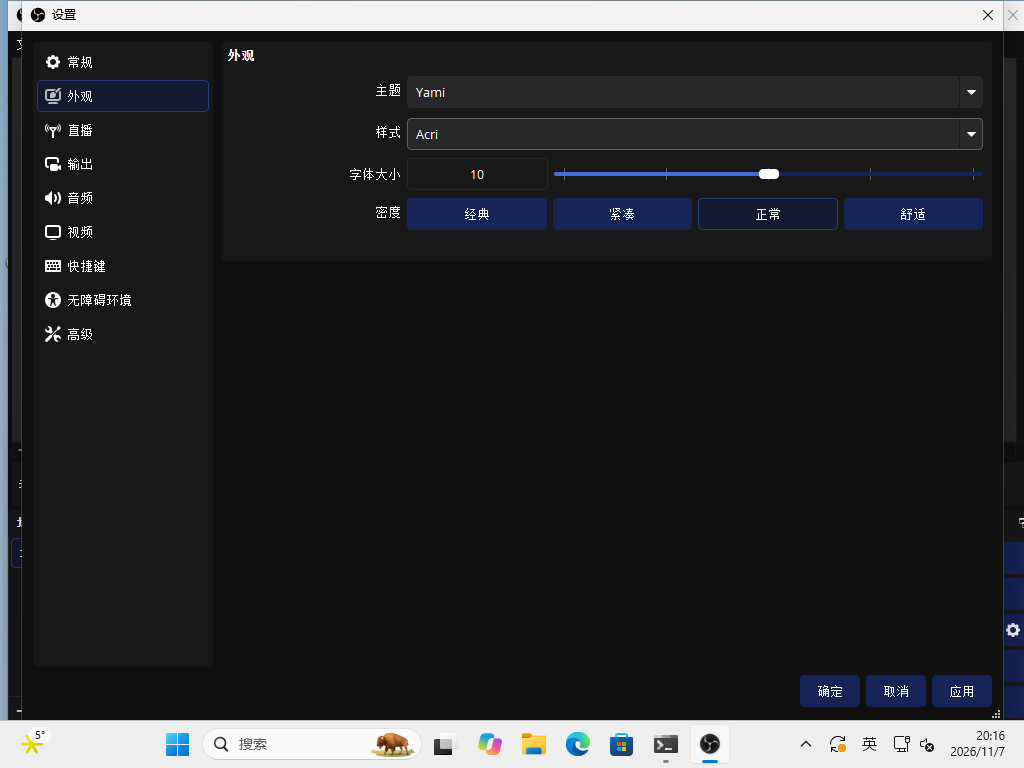 设置
常规
外观
直播
输出
音频
视频
快捷键
无障碍环境
高级
外观
主题 Yami
样式 Acri
字体大小 10
密度 经典 紧凑 正常 舒适
确定 取消 应用
5°
搜索
英
20:16
2026/11/7